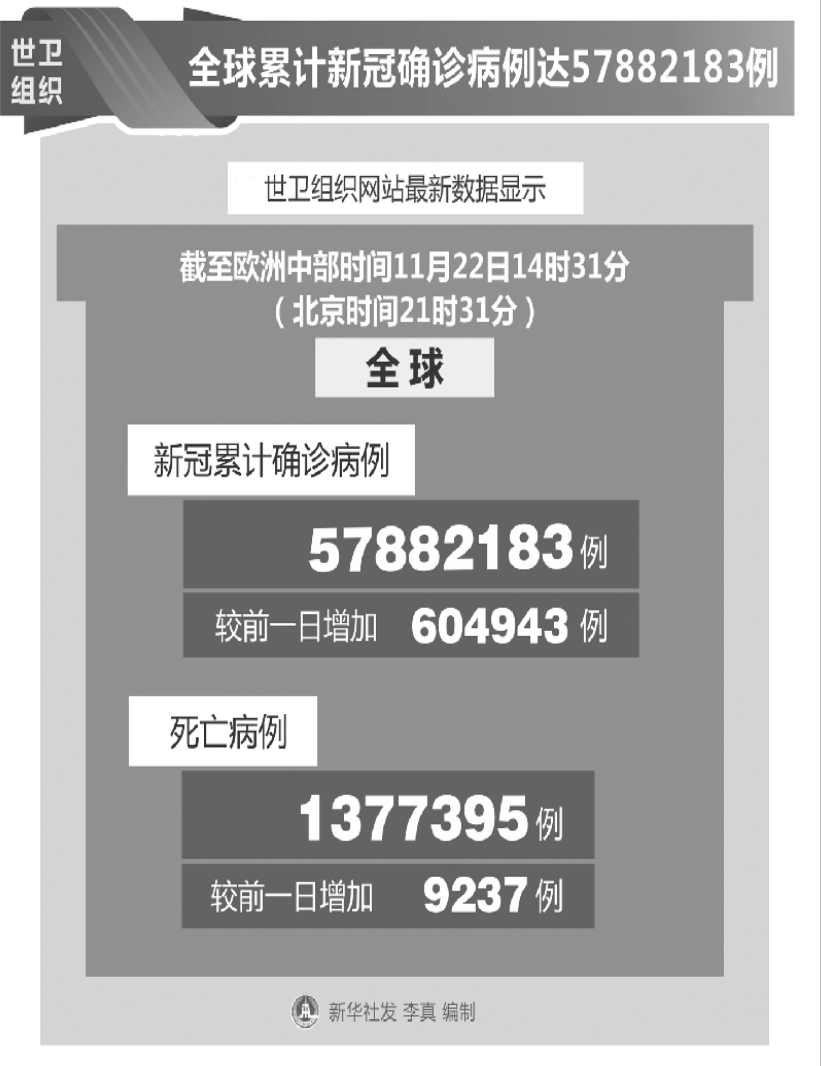 世卫
组织
全球累计新冠确诊病例达57882183例
世卫组织网站最新数据显示
截至欧洲中部时间11月22日14时31分
（北京时间21时31分）
全球
新冠累计确诊病例
57882183例
较前一日增加 604943例
死亡病例
1377395例
较前一日增加 9237例
新华社发 李真 编制